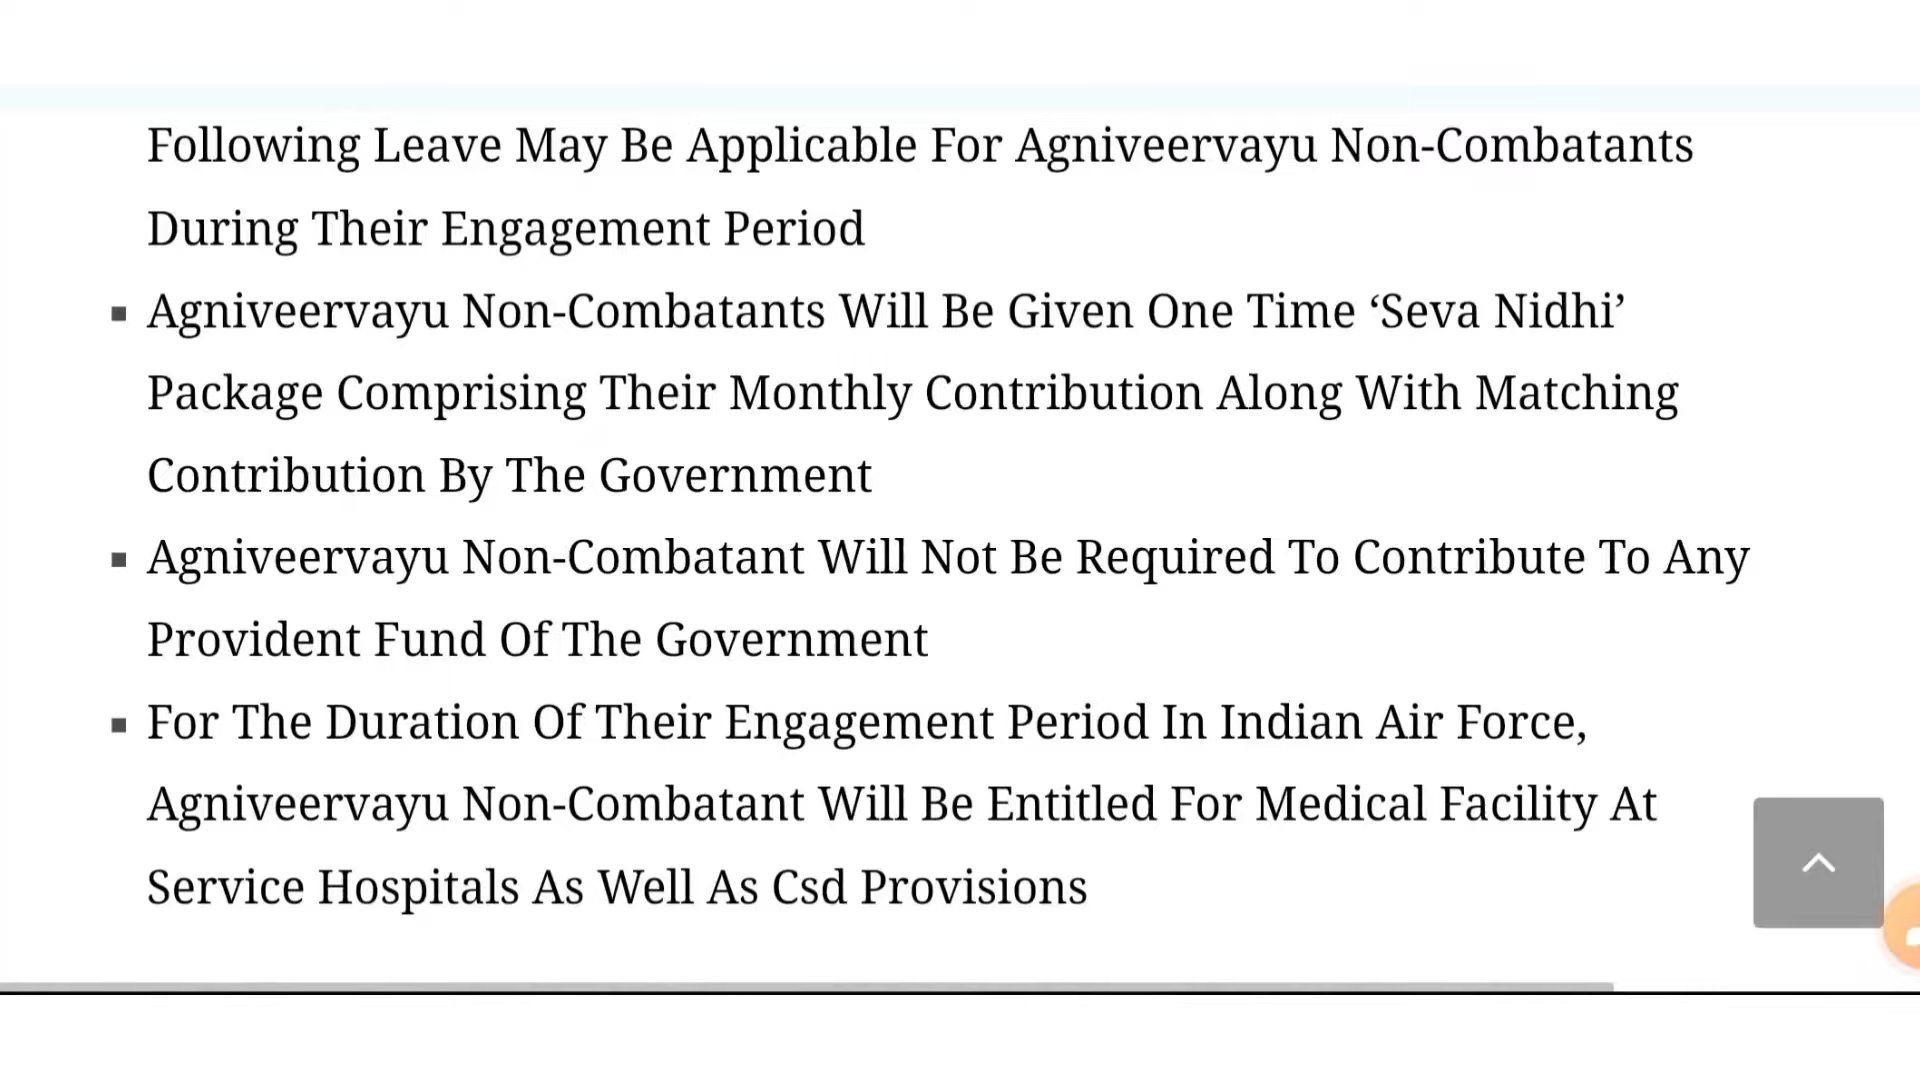 Following Leave May Be Applicable For Agniveervayu Non-Combatants
During Their Engagement Period
▪ Agniveervayu Non-Combatants Will Be Given One Time ‘Seva Nidhi’
Package Comprising Their Monthly Contribution Along With Matching
Contribution By The Government
▪ Agniveervayu Non-Combatant Will Not Be Required To Contribute To Any
Provident Fund Of The Government
▪ For The Duration Of Their Engagement Period In Indian Air Force,
Agniveervayu Non-Combatant Will Be Entitled For Medical Facility At
Service Hospitals As Well As Csd Provisions